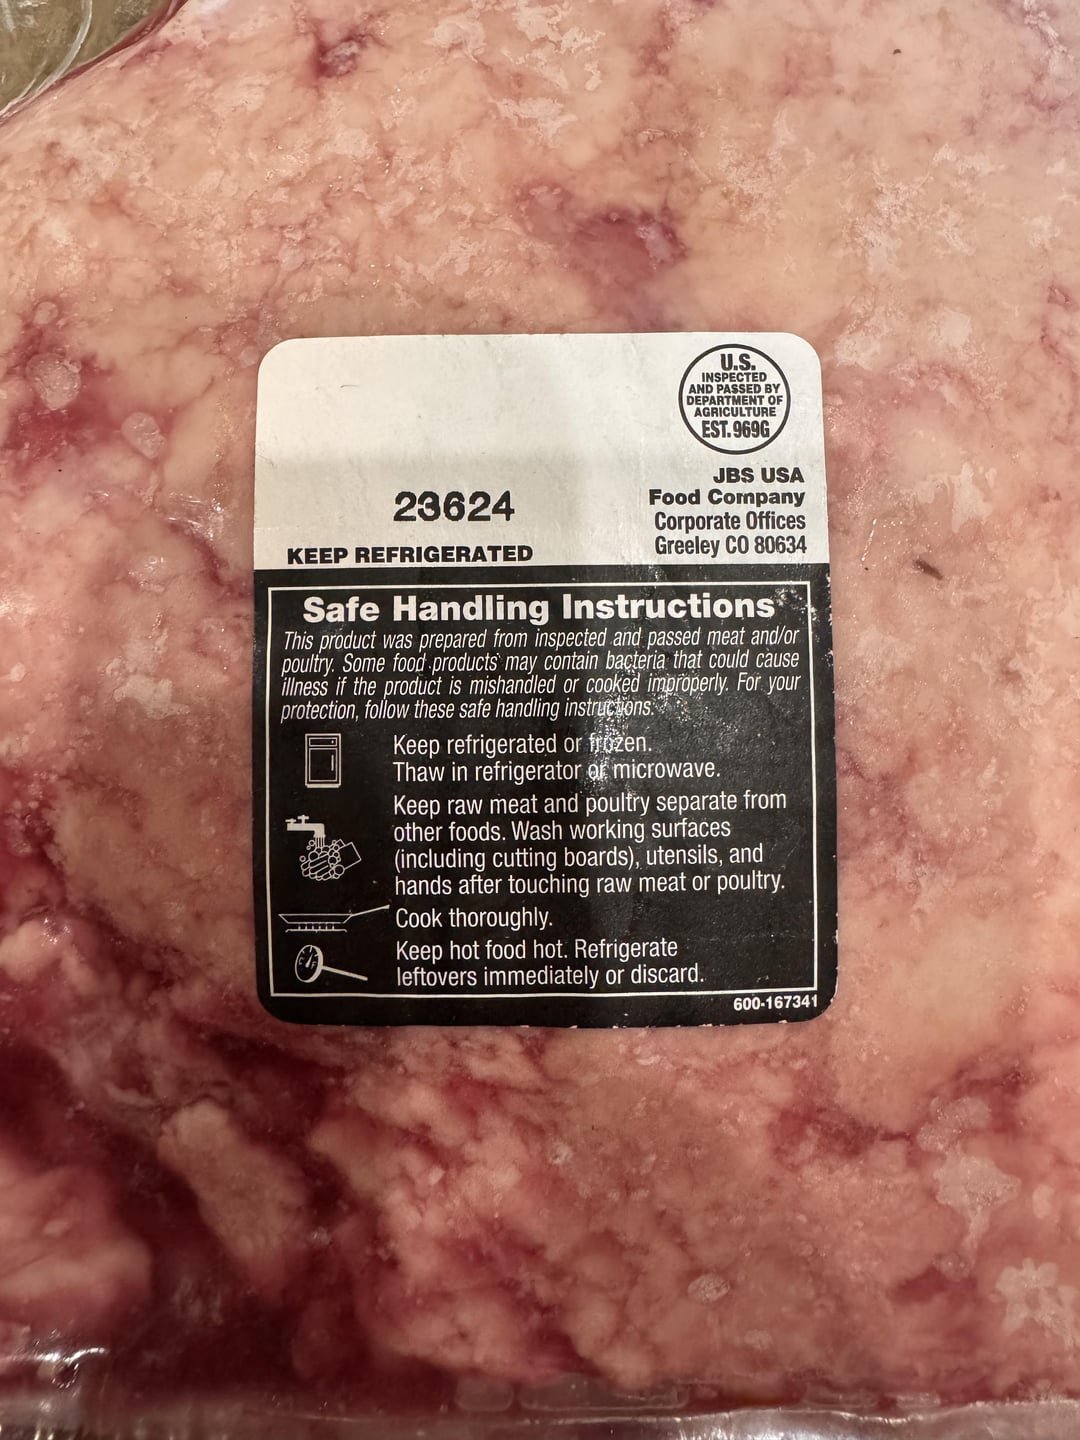 U.S.
INSPECTED
AND PASSED BY
DEPARTMENT OF
AGRICULTURE
EST. 969G
JBS USA
Food Company
Corporate Offices
Greeley CO 80634
23624
KEEP REFRIGERATED
Safe Handling Instructions
This product was prepared from inspected and passed meat and/or
poultry. Some food products may contain bacteria that could cause
illness if the product is mishandled or cooked improperly. For your
protection, follow these safe handling instructions.
Keep refrigerated or frozen.
Thaw in refrigerator or microwave.
Keep raw meat and poultry separate from
other foods. Wash working surfaces
(including cutting boards), utensils, and
hands after touching raw meat or poultry.
Cook thoroughly.
Keep hot food hot. Refrigerate
leftovers immediately or discard.
600-167341